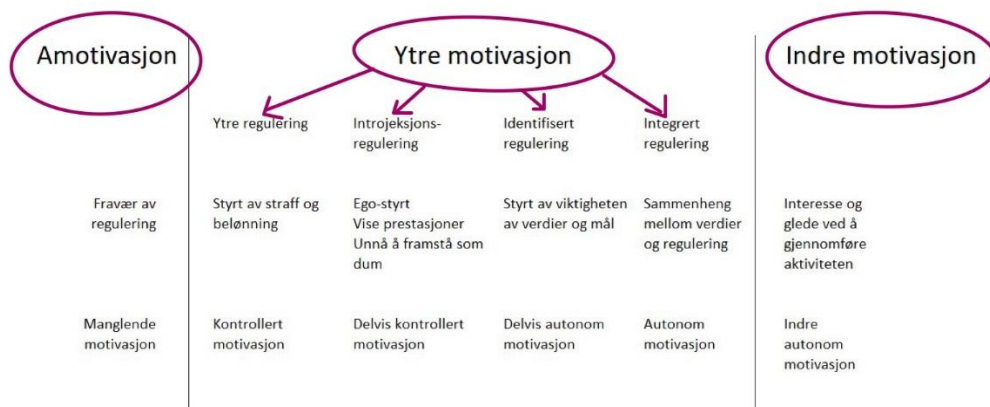 Amotivasjon
Ytre motivasjon
Indre motivasjon
Ytre regulering
Introjeksjons-
regulering
Identifisert
regulering
Integrert
regulering
Fravær av
regulering
Styrt av straff og
belønning
Ego-styrt
Vise prestasjoner
Unnå å framstå som
dum
Styrt av viktigheten
av verdier og mål
Sammenheng
mellom verdier
og regulering
Interesse og
glede ved å
gjennomføre
aktiviteten
Manglende
motivasjon
Kontrollert
motivasjon
Delvis kontrollert
motivasjon
Delvis autonom
motivasjon
Autonom
motivasjon
Indre
autonom
motivasjon